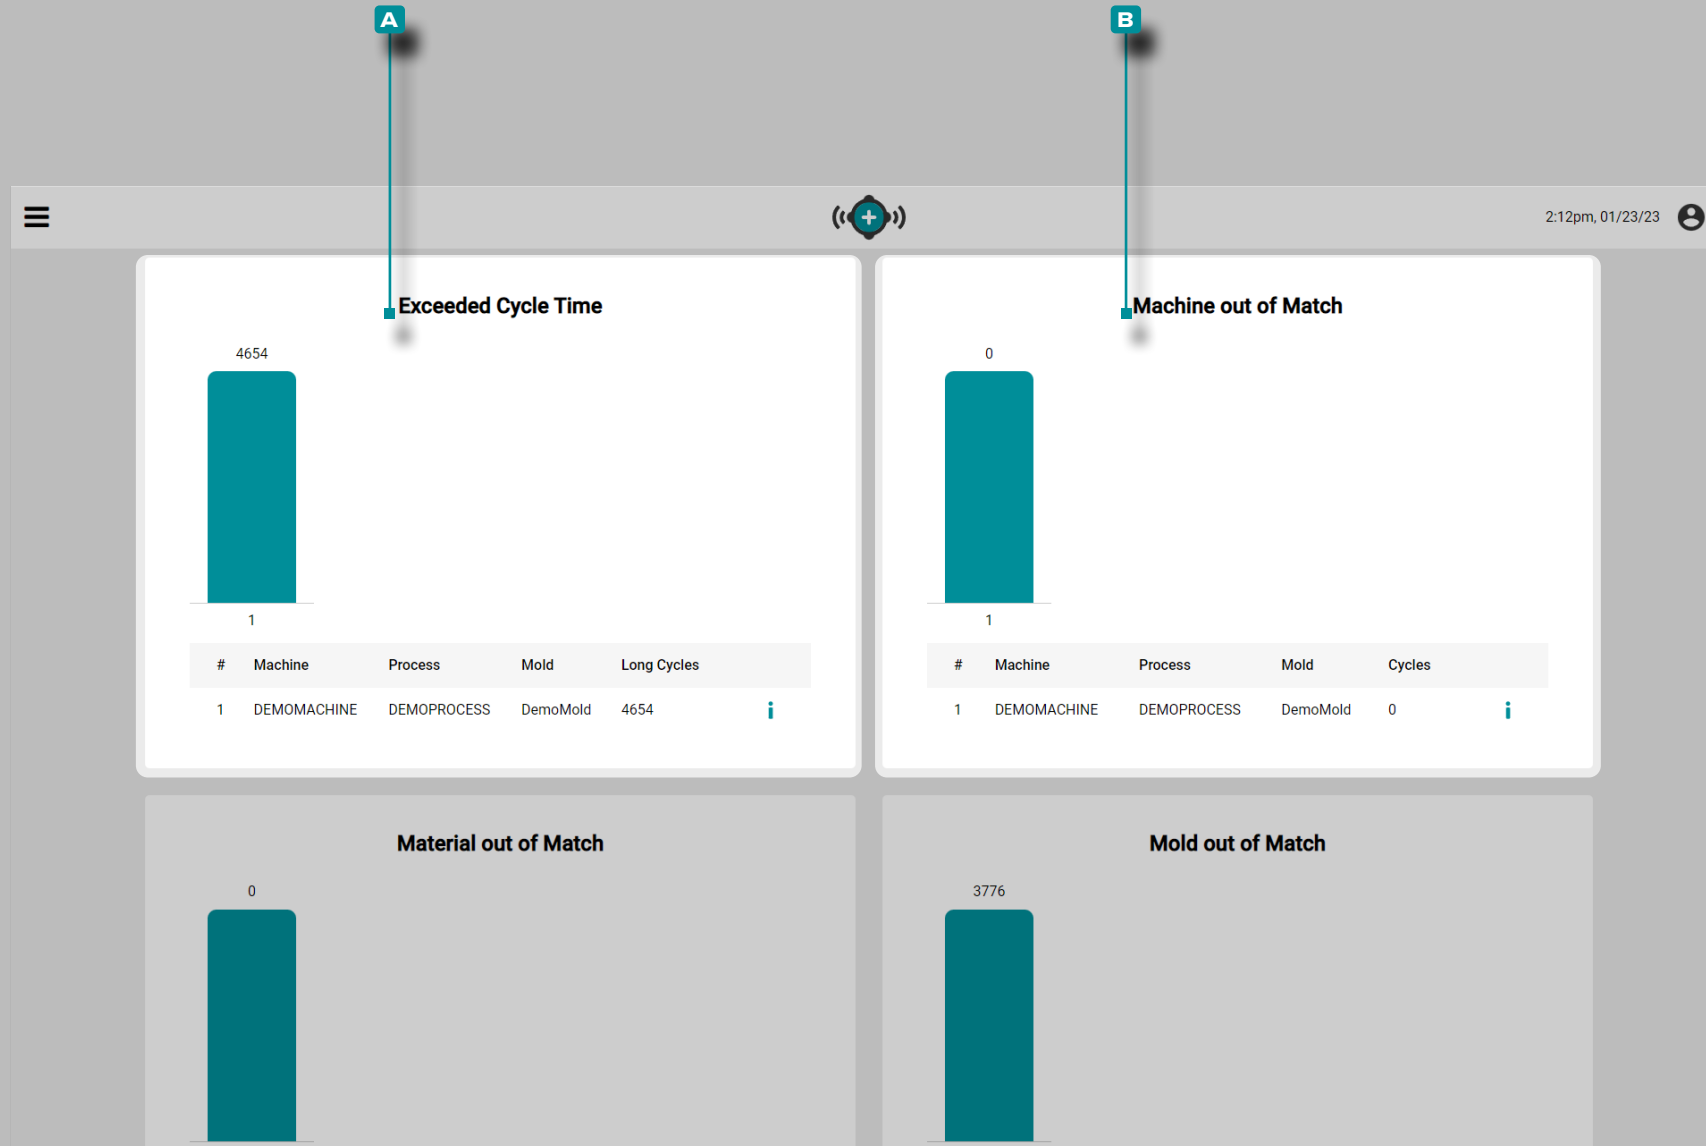 A B
2:12pm, 01/23/23
Exceeded Cycle Time
4654
1
# Machine Process Mold Long Cycles
1 DEMOMACHINE DEMOPROCESS DemoMold 4654
Machine out of Match
0
1
# Machine Process Mold Cycles
1 DEMOMACHINE DEMOPROCESS DemoMold 0
Material out of Match
0
Mold out of Match
3776